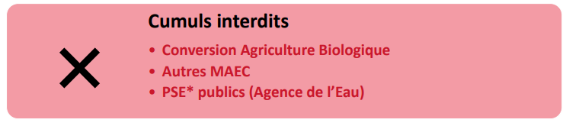 Cumuls interdits
• Conversion Agriculture Biologique
• Autres MAEC
• PSE* publics (Agence de l’Eau)